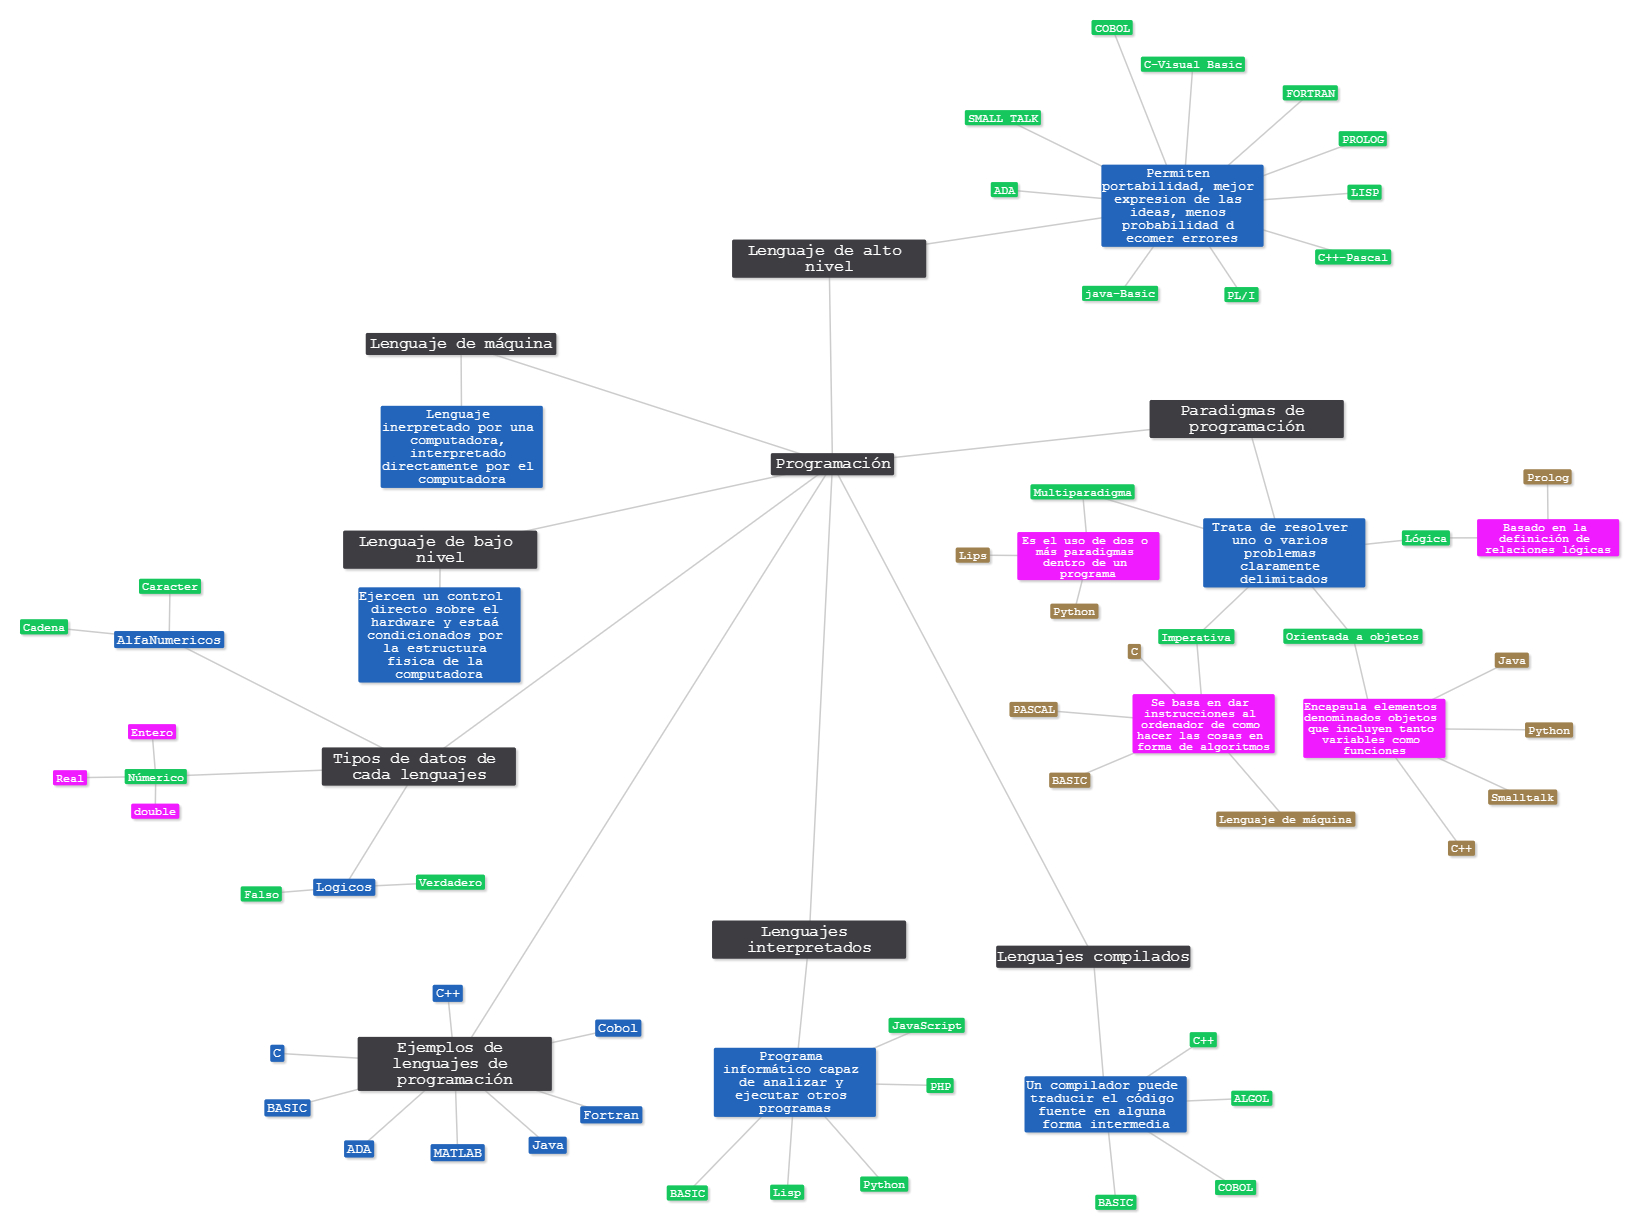 COBOL
C-Visual Basic
FORTRAN
SMALL TALK
PROLOG
ADA
LISP
Permiten
portabilidad, mejor
expresion de las
ideas, menos
probabilidad d
ecomer errores
C++-Pascal
java-Basic
PL/I
Lenguaje de alto
nivel
Lenguaje de máquina
Lenguaje
inerpretado por una
computadora,
interpretado
directamente por el
computadora
Programación
Paradigmas de
programación
Multiparadigma
Es el uso de dos o
más paradigmas
dentro de un
programa
Lips
Python
Trata de resolver
uno o varios
problemas
claramente
delimitados
Lógica
Prolog
Basado en la
definición de
relaciones lógicas
Imperativa
Orientada a objetos
C
PASCAL
Se basa en dar
instrucciones al
ordenador de como
hacer las cosas en
forma de algoritmos
BASIC
Lenguaje de máquina
Java
Encapsula elementos
denominados objetos
que incluyen tanto
variables como
funciones
Python
Smalltalk
C++
Lenguaje de bajo
nivel
Ejercen un control
directo sobre el
hardware y estaá
condicionados por
la estructura
fisica de la
computadora
Caracter
Cadena
AlfaNumericos
Entero
Real
Númerico
double
Tipos de datos de
cada lenguajes
Falso
Logicos
Verdadero
Lenguajes
interpretados
Lenguajes compilados
C++
Cobol
C
Ejemplos de
lenguajes de
programación
BASIC
Fortran
ADA
MATLAB
Java
JavaScript
Programa
informático capaz
de analizar y
ejecutar otros
programas
PHP
BASIC
Lisp
Python
C++
Un compilador puede
traducir el código
fuente en alguna
forma intermedia
ALGOL
COBOL
BASIC